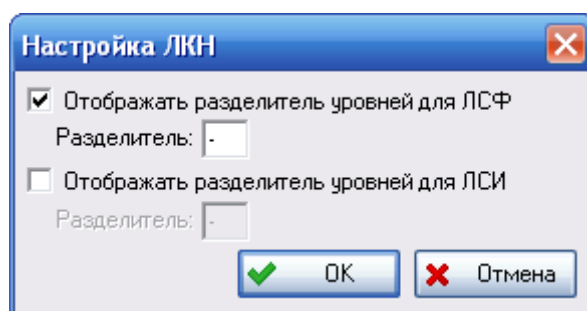 Настройка ЛКН
Отображать разделитель уровней для ЛСФ
Разделитель: -
Отображать разделитель уровней для ЛСИ
Разделитель: -
OK Отмена